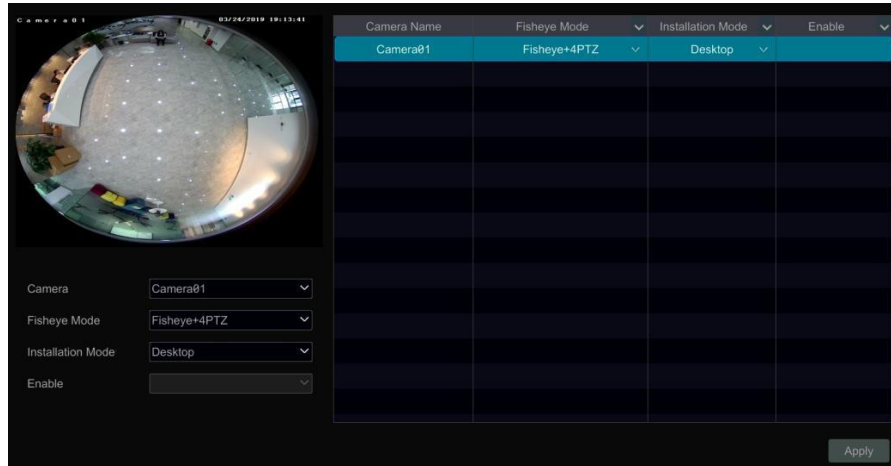 Camera01 03/24/2019 19:13:41
Camera Name Fisheye Mode Installation Mode Enable
Camera01 Fisheye+4PTZ Desktop
Camera Camera01
Fisheye Mode Fisheye+4PTZ
Installation Mode Desktop
Enable
Apply